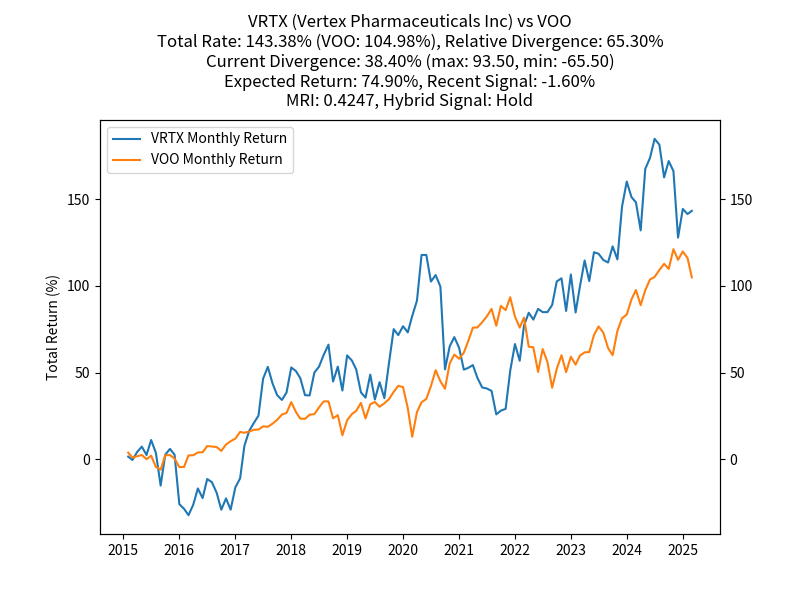 VRTX (Vertex Pharmaceuticals Inc) vs VOO
Total Rate: 143.38% (VOO: 104.98%), Relative Divergence: 65.30%
Current Divergence: 38.40% (max: 93.50, min: -65.50)
Expected Return: 74.90%, Recent Signal: -1.60%
MRI: 0.4247, Hybrid Signal: Hold
VRTX Monthly Return
VOO Monthly Return
Total Return (%)
150
100
50
0
150
100
50
0
2015 2016 2017 2018 2019 2020 2021 2022 2023 2024 2025